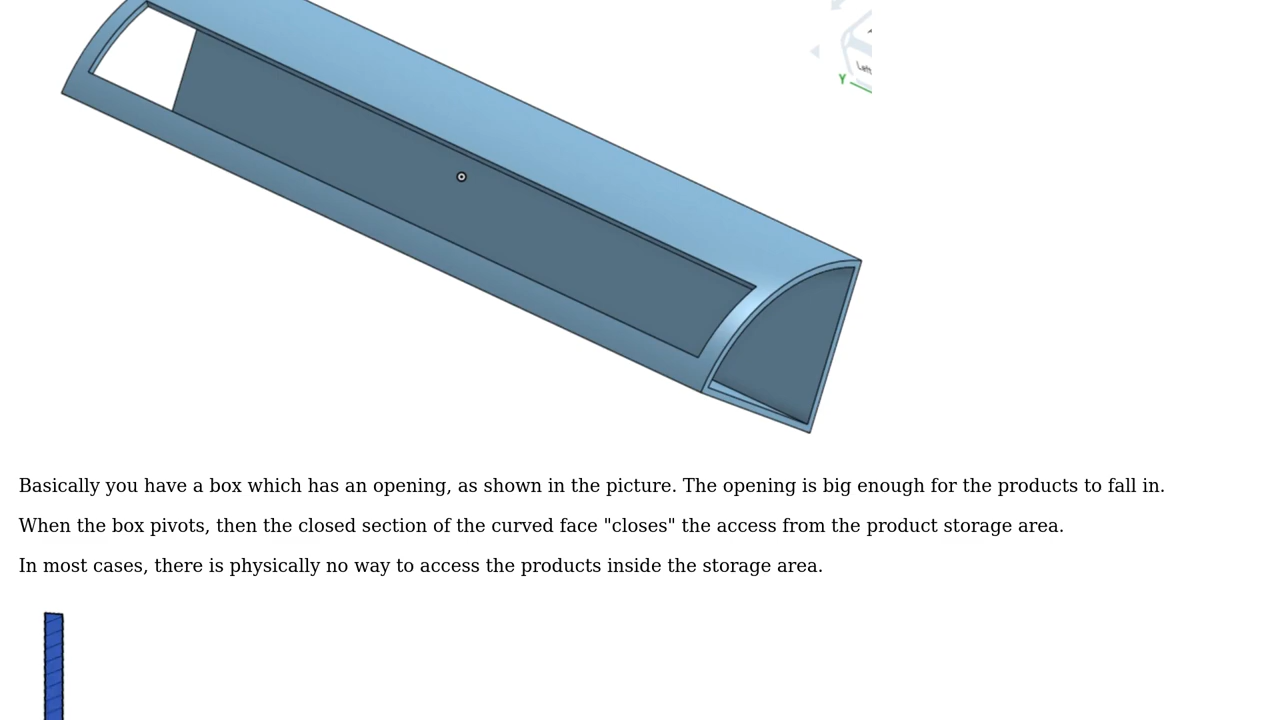 Left
Y
Basically you have a box which has an opening, as shown in the picture. The opening is big enough for the products to fall in.
When the box pivots, then the closed section of the curved face "closes" the access from the product storage area.
In most cases, there is physically no way to access the products inside the storage area.